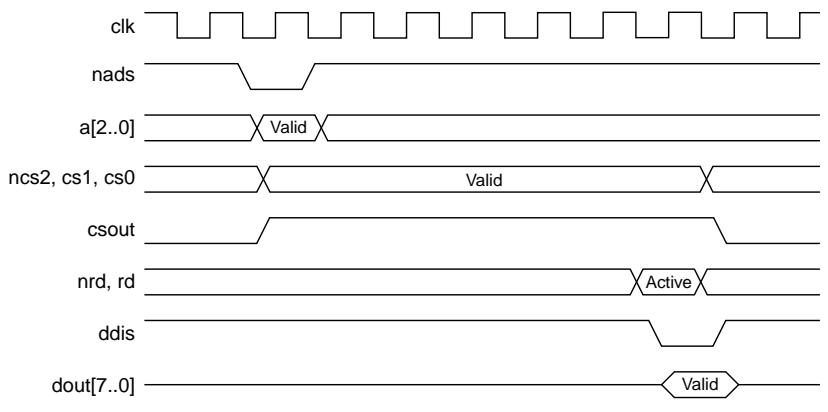 clk
nads
a[2..0] Valid
ncs2, cs1, cs0 Valid
csout
nrd, rd Active
ddis
dout[7..0] Valid